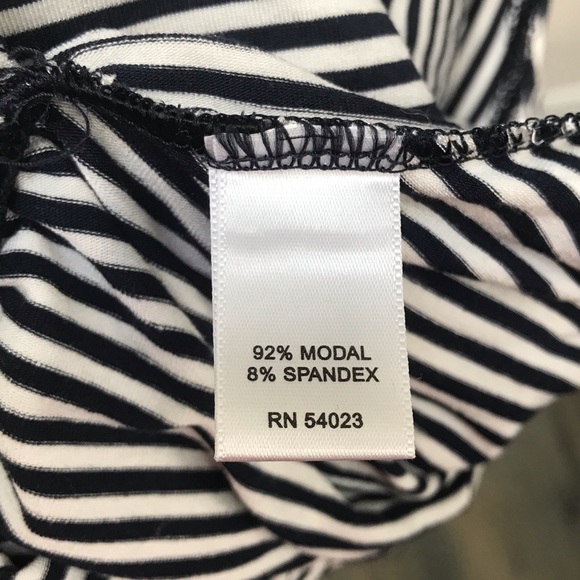 92% MODAL
8% SPANDEX
RN 54023